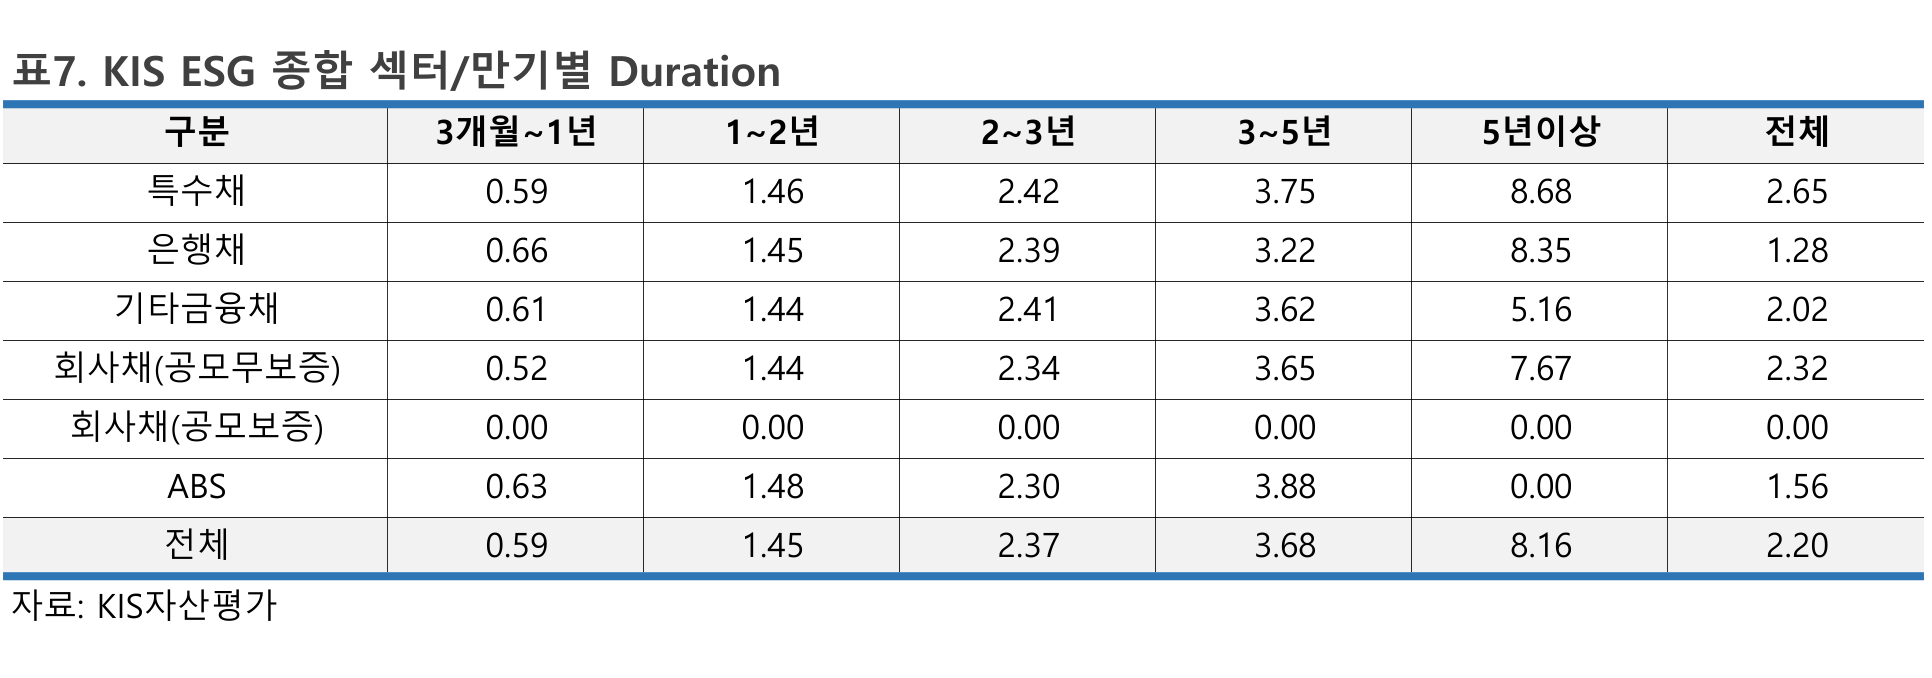 표7. KIS ESG 종합 섹터/만기별 Duration
구분 3개월~1년 1~2년 2~3년 3~5년 5년이상 전체
특수채 0.59 1.46 2.42 3.75 8.68 2.65
은행채 0.66 1.45 2.39 3.22 8.35 1.28
기타금융채 0.61 1.44 2.41 3.62 5.16 2.02
회사채(공모무보증) 0.52 1.44 2.34 3.65 7.67 2.32
회사채(공모보증) 0.00 0.00 0.00 0.00 0.00 0.00
ABS 0.63 1.48 2.30 3.88 0.00 1.56
전체 0.59 1.45 2.37 3.68 8.16 2.20
자료: KIS자산평가